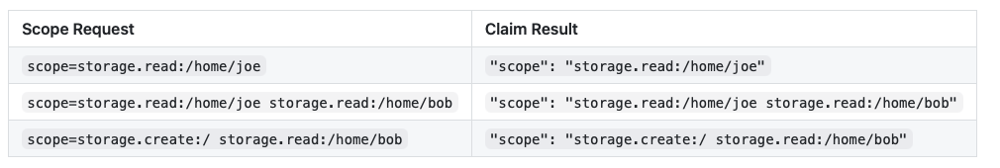 Scope Request Claim Result
scope=storage.read:/home/joe "scope": "storage.read:/home/joe"
scope=storage.read:/home/joe storage.read:/home/bob "scope": "storage.read:/home/joe storage.read:/home/bob"
scope=storage.create:/ storage.read:/home/bob "scope": "storage.create:/ storage.read:/home/bob"